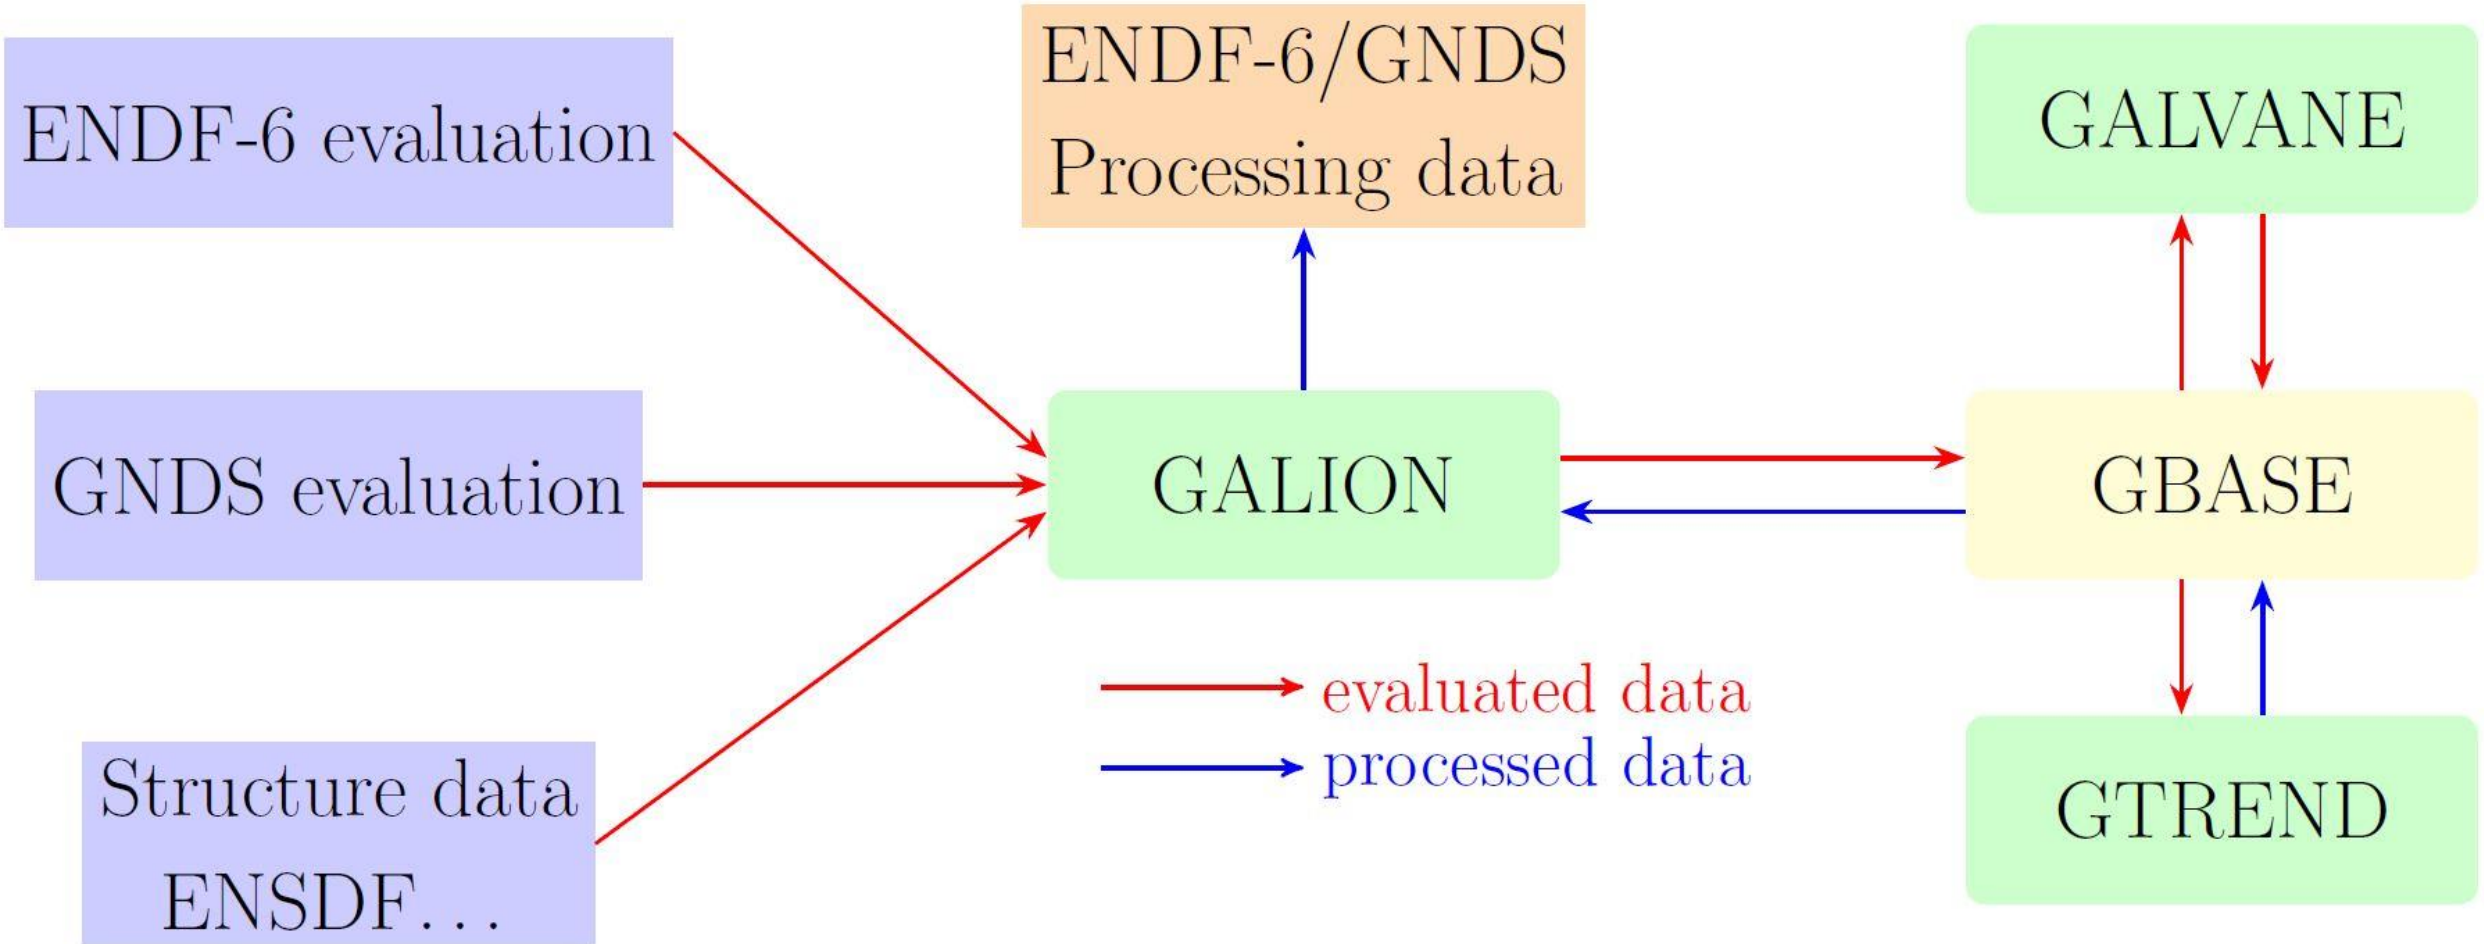 ENDF-6 evaluation
ENDF-6/GNDS
Processing data
GALVANE
GNDS evaluation
GALION
GBASE
evaluated data
processed data
Structure data
ENSDF...
GTREND